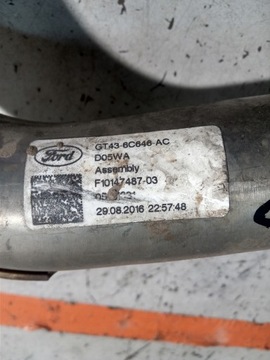 Ford
GT43-6C646-AC
D05WA
Assembly
F10147487-03
29.08.2016 22:57:48